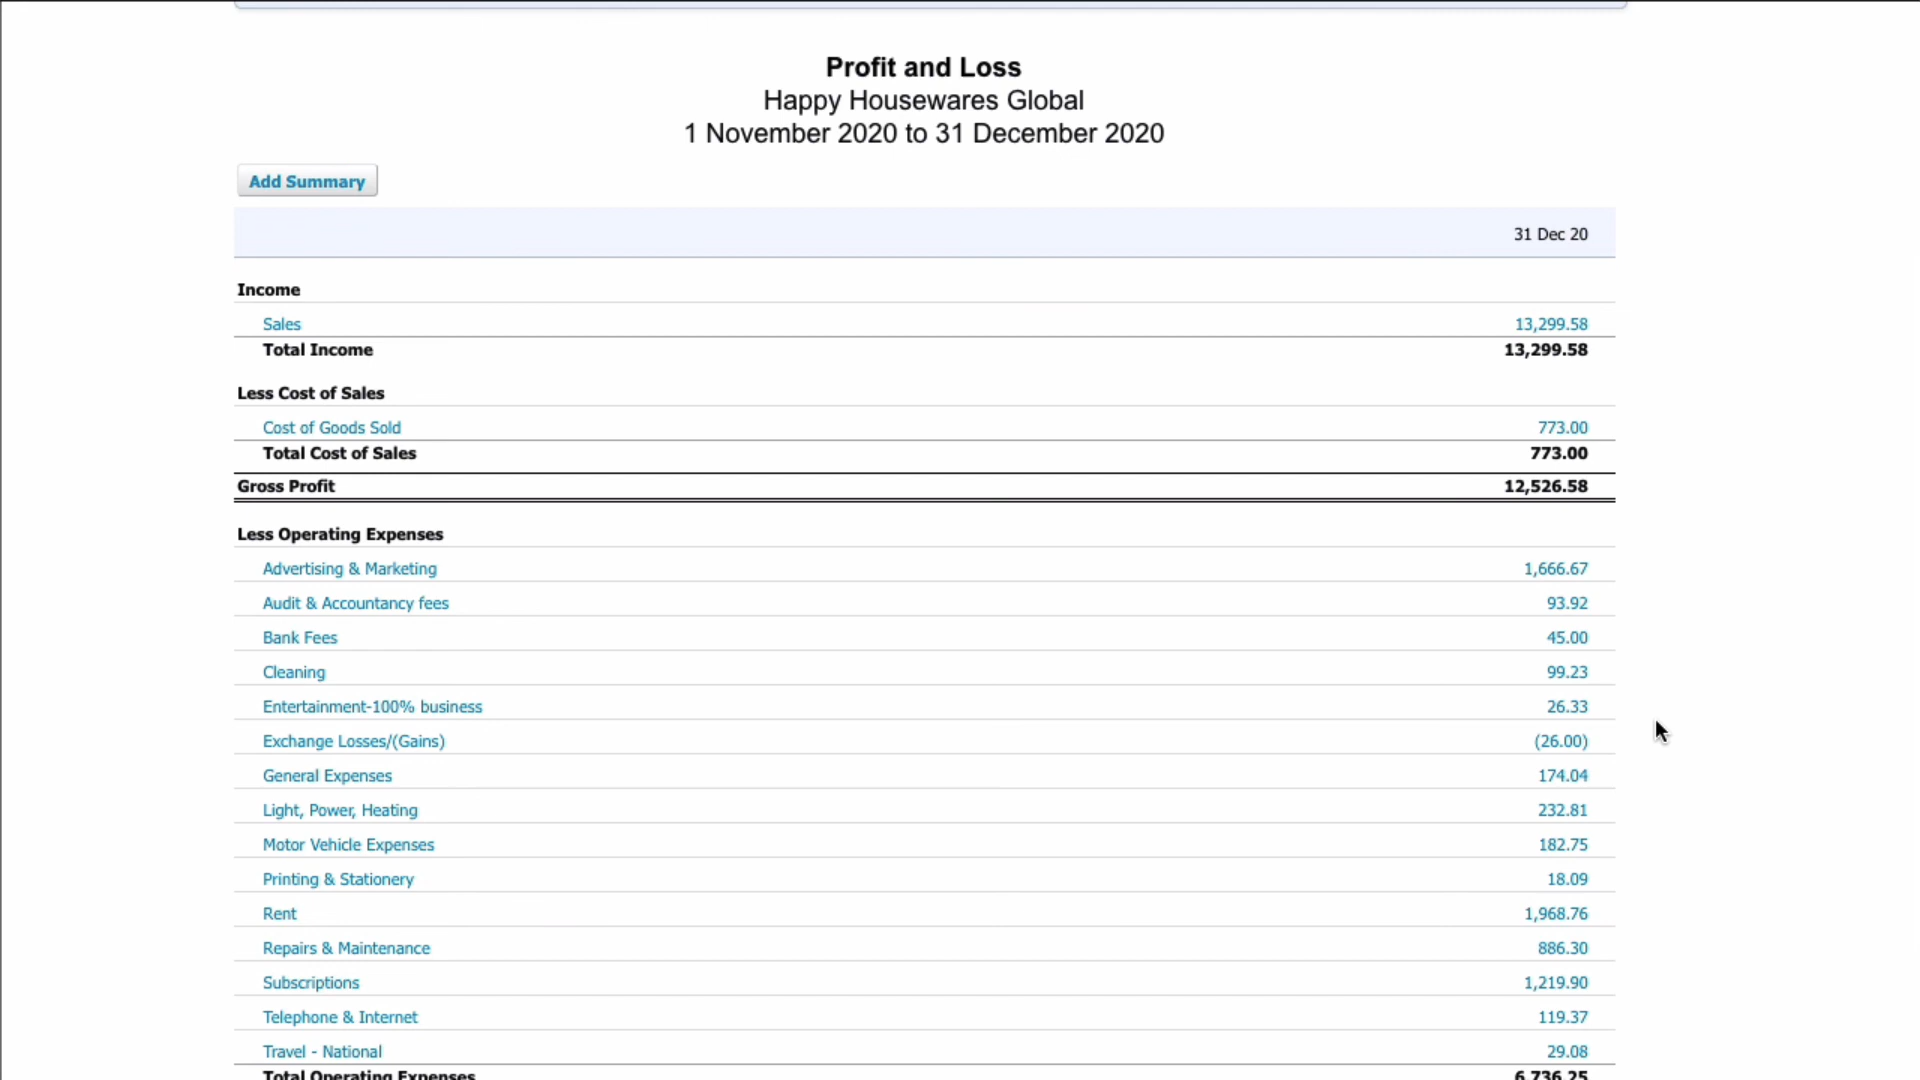 Profit and Loss
Happy Housewares Global
1 November 2020 to 31 December 2020
Add Summary
31 Dec 20
Income
Sales 13,299.58
Total Income 13,299.58
Less Cost of Sales
Cost of Goods Sold 773.00
Total Cost of Sales 773.00
Gross Profit 12,526.58
Less Operating Expenses
Advertising & Marketing 1,666.67
Audit & Accountancy fees 93.92
Bank Fees 45.00
Cleaning 99.23
Entertainment-100% business 26.33
Exchange Losses/(Gains) (26.00)
General Expenses 174.04
Light, Power, Heating 232.81
Motor Vehicle Expenses 182.75
Printing & Stationery 18.09
Rent 1,968.76
Repairs & Maintenance 886.30
Subscriptions 1,219.90
Telephone & Internet 119.37
Travel - National 29.08
Total Operating Expenses 6,736.25